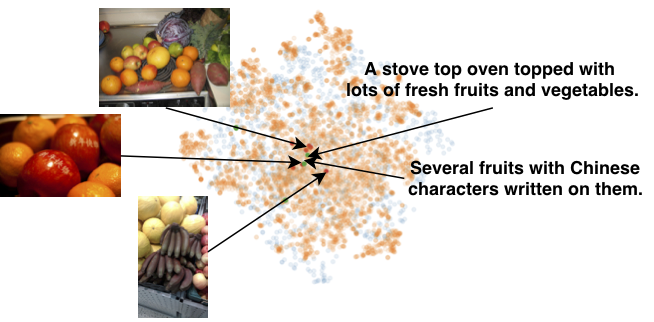 A stove top oven topped with
lots of fresh fruits and vegetables.
Several fruits with Chinese
characters written on them.